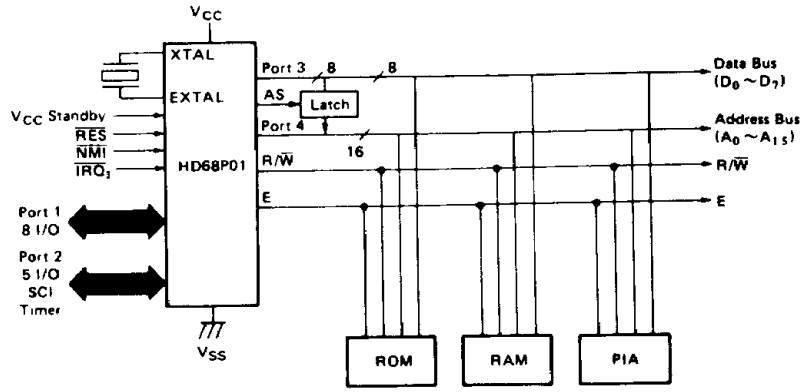 VCC
XTAL
EXTAL
VCC Standby
RES
NMI
IRQ1
HD68P01
Port 1
8 I/O
Port 2
5 I/O
SCI
Timer
VSS
Port 3
8
8
AS
Latch
Port 4
16
R/W
E
Data Bus
(D0~D7)
Address Bus
(A0~A15)
R/W
E
ROM
RAM
PIA